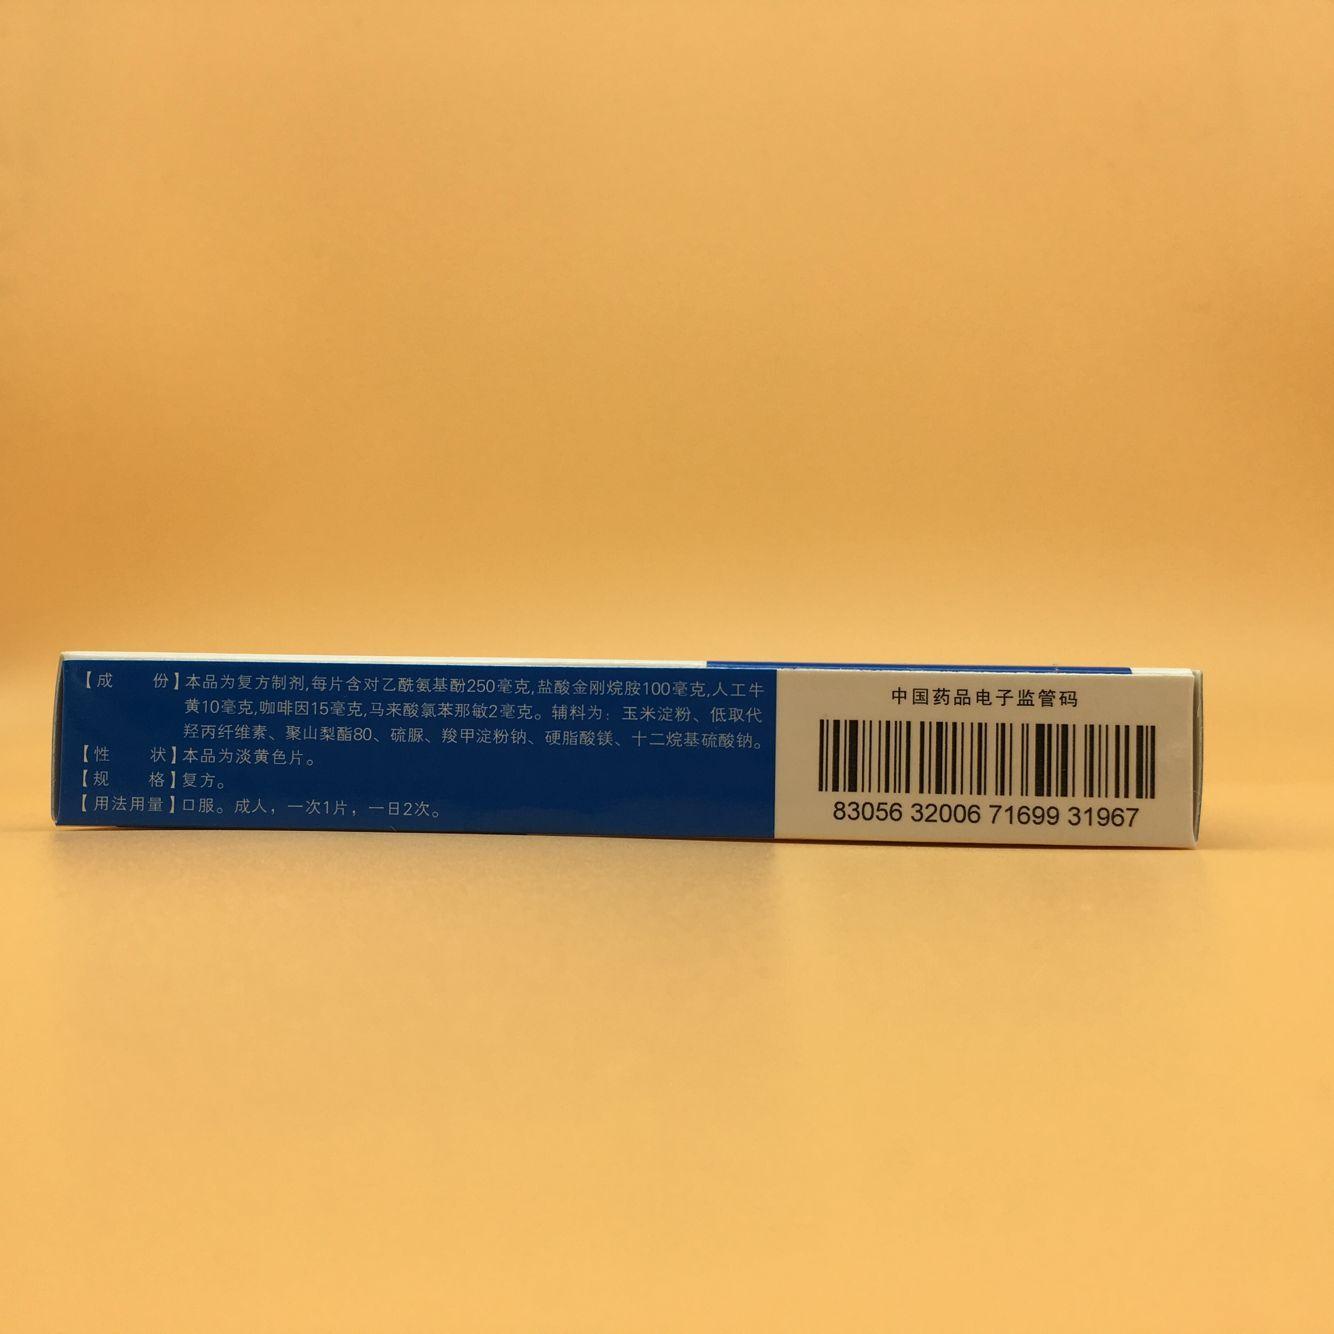 【成 份】本品为复方制剂,每片含对乙酰氨基酚250毫克,盐酸金刚烷胺100毫克,人工牛
黄10毫克,咖啡因15毫克,马来酸氯苯那敏2毫克。辅料为：玉米淀粉、低取代
羟丙纤维素、聚山梨酯80、硫脲、羧甲淀粉钠、硬脂酸镁、十二烷基硫酸钠。
【性 状】本品为淡黄色片。
【规 格】复方。
【用法用量】口服。成人，一次1片，一日2次。
中国药品电子监管码
83056 32006 71699 31967